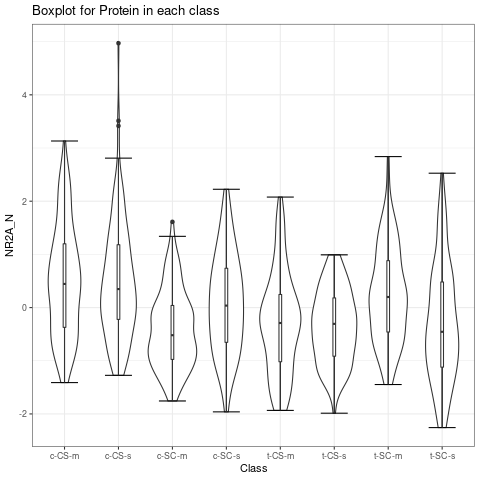 Boxplot for Protein in each class
NR2A_N
4
2
0
-2
c-CS-m c-CS-s c-SC-m c-SC-s t-CS-m t-CS-s t-SC-m t-SC-s
Class